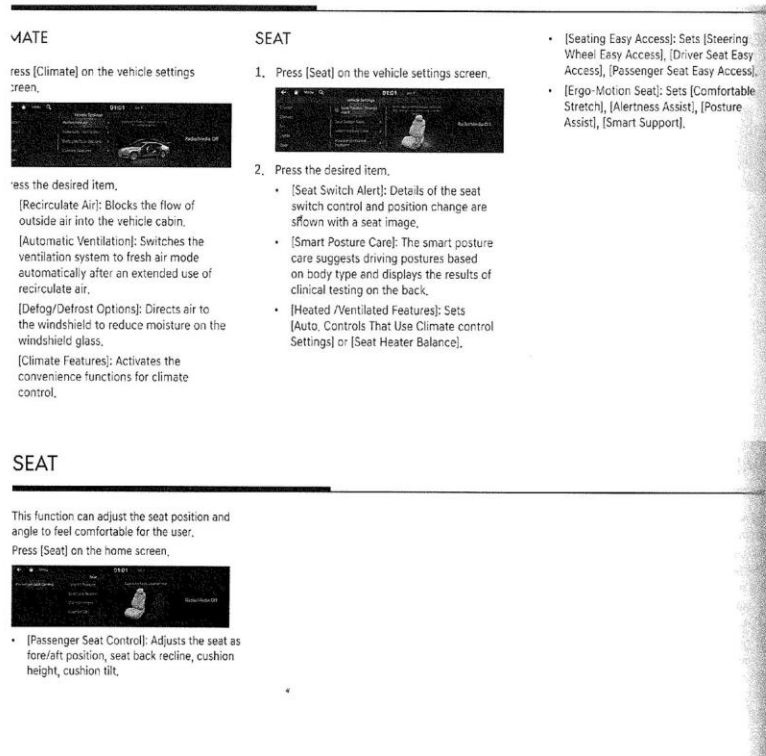 MATE
ress [Climate] on the vehicle settings
creen.
Radio/Media Off
ess the desired item.
[Recirculate Air]: Blocks the flow of
outside air into the vehicle cabin.
[Automatic Ventilation]: Switches the
ventilation system to fresh air mode
automatically after an extended use of
recirculate air.
[Defog/Defrost Options]: Directs air to
the windshield to reduce moisture on the
windshield glass.
[Climate Features]: Activates the
convenience functions for climate
control.
SEAT
1. Press [Seat] on the vehicle settings screen.
Vehicle Settings
2. Press the desired item.
• [Seat Switch Alert]: Details of the seat
switch control and position change are
shown with a seat image.
• [Smart Posture Care]: The smart posture
care suggests driving postures based
on body type and displays the results of
clinical testing on the back.
• [Heated /Ventilated Features]: Sets
[Auto. Controls That Use Climate control
Settings] or [Seat Heater Balance].
• [Seating Easy Access]: Sets [Steering
Wheel Easy Access], [Driver Seat Easy
Access], [Passenger Seat Easy Access].
• [Ergo-Motion Seat]: Sets [Comfortable
Stretch], [Alertness Assist], [Posture
Assist], [Smart Support].
SEAT
This function can adjust the seat position and
angle to feel comfortable for the user.
Press [Seat] on the home screen.
01:01
Radio/Media Off
• [Passenger Seat Control]: Adjusts the seat as
fore/aft position, seat back recline, cushion
height, cushion tilt.